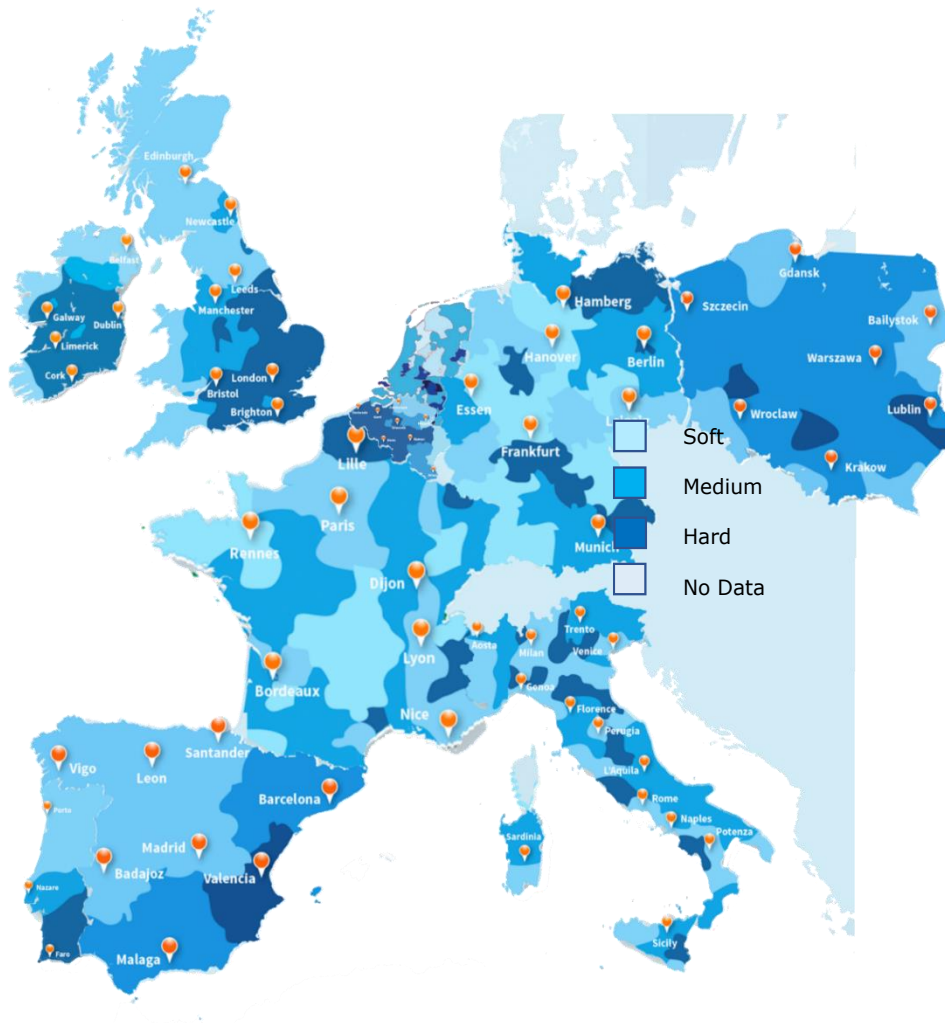 Edinburgh
Newcastle
Belfast
Leeds
Manchester
Galway
Dublin
Limerick
Cork
London
Bristol
Brighton
Gdansk
Hamberg
Szczecin
Bailystok
Hanover
Berlin
Warszawa
Essen
Wroclaw
Lublin
Lille
Frankfurt
Soft
Krakow
Medium
Paris
Hard
Rennes
Munich
Dijon
No Data
Trento
Lyon
Aosta
Milan
Venice
Genua
Bordeaux
Florence
Nice
Perugia
Santander
Vigo
Leon
L'Aquila
Barcelona
Rome
Porto
Naples
Potenza
Sardinia
Madrid
Badajoz
Valencia
Nazare
Sicily
Malaga
Faro